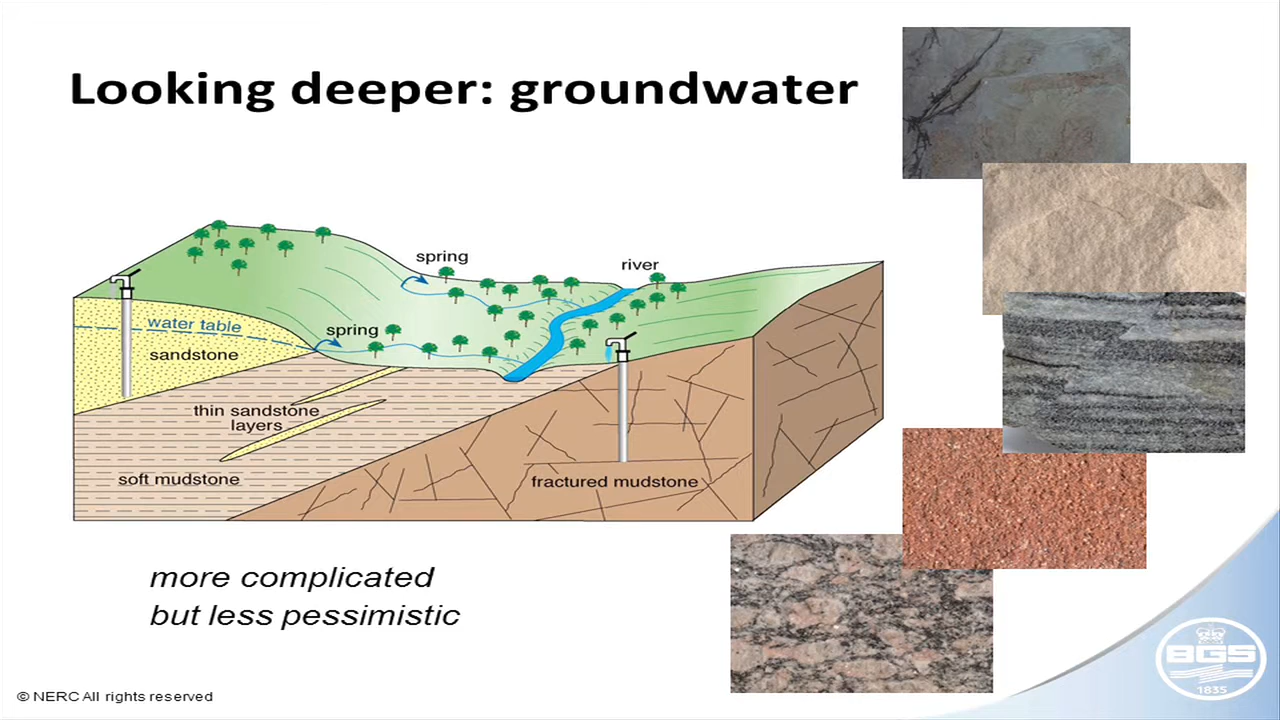 Looking deeper: groundwater
spring
river
water table
spring
sandstone
thin sandstone
layers
soft mudstone
fractured mudstone
more complicated
but less pessimistic
BGS
1835
© NERC All rights reserved